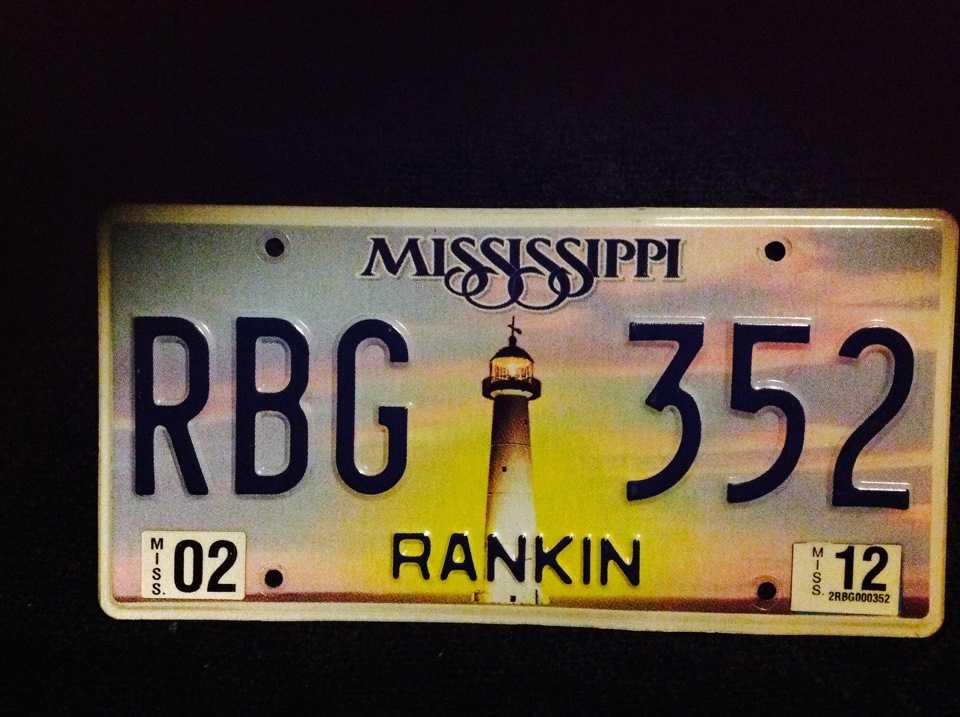 MISSISSIPPI
RBG 352
RANKIN
MISS. 02
MISS. 12
2RBG000352